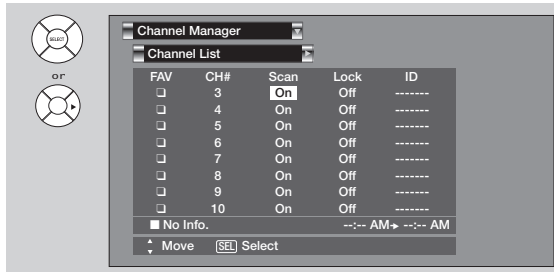 SELECT
or
Channel Manager
Channel List
FAV CH# Scan Lock ID
❏ 3 On Off -------
❏ 4 On Off -------
❏ 5 On Off -------
❏ 6 On Off -------
❏ 7 On Off -------
❏ 8 On Off -------
❏ 9 On Off -------
❏ 10 On Off -------
■ No Info. --:-- AM→ --:-- AM
Move SEL Select